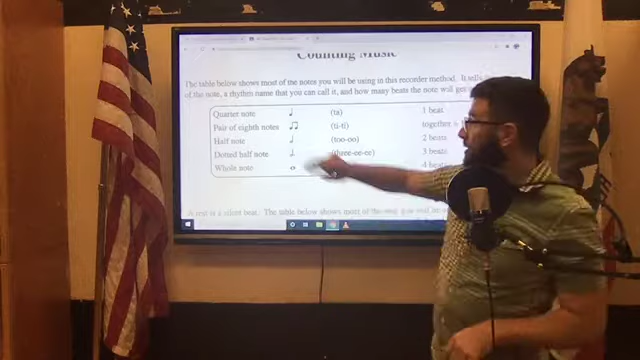 Counting Music
The table below shows most of the notes you will be using in this recorder method. It tells
of the note, a rhythm name that you can call it, and how many beats the note will get
Quarter note (ta) 1 beat
Pair of eighth notes (ti-ti) together is
Half note (too-oo) 2 beats
Dotted half note (three-ee-ee) 3 beats
Whole note 4 beats
A rest is a silent beat. The table below shows most of the rests you will